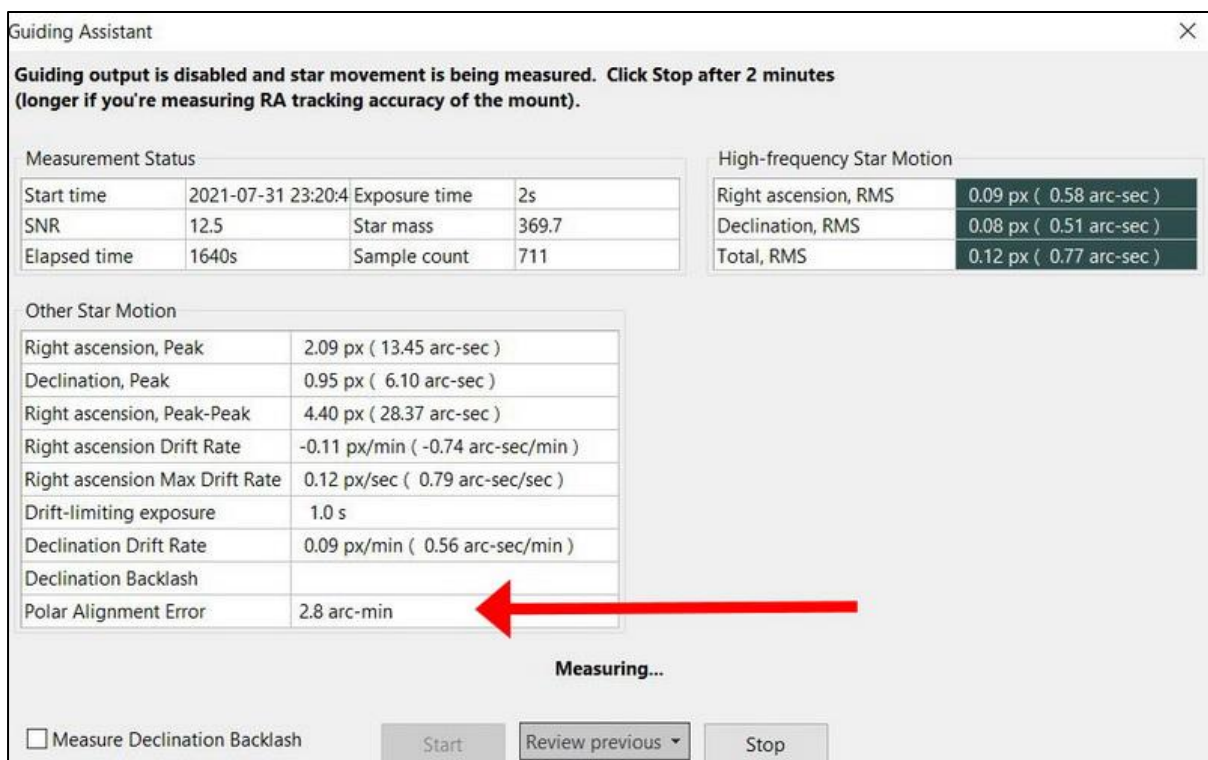 Guiding Assistant
Guiding output is disabled and star movement is being measured. Click Stop after 2 minutes
(longer if you're measuring RA tracking accuracy of the mount).
Measurement Status
Start time 2021-07-31 23:20:4 Exposure time 2s
SNR 12.5 Star mass 369.7
Elapsed time 1640s Sample count 711
High-frequency Star Motion
Right ascension, RMS 0.09 px ( 0.58 arc-sec )
Declination, RMS 0.08 px ( 0.51 arc-sec )
Total, RMS 0.12 px ( 0.77 arc-sec )
Other Star Motion
Right ascension, Peak 2.09 px ( 13.45 arc-sec )
Declination, Peak 0.95 px ( 6.10 arc-sec )
Right ascension, Peak-Peak 4.40 px ( 28.37 arc-sec )
Right ascension Drift Rate -0.11 px/min ( -0.74 arc-sec/min )
Right ascension Max Drift Rate 0.12 px/sec ( 0.79 arc-sec/sec )
Drift-limiting exposure 1.0 s
Declination Drift Rate 0.09 px/min ( 0.56 arc-sec/min )
Declination Backlash
Polar Alignment Error 2.8 arc-min
Measuring...
Measure Declination Backlash Start Review previous Stop